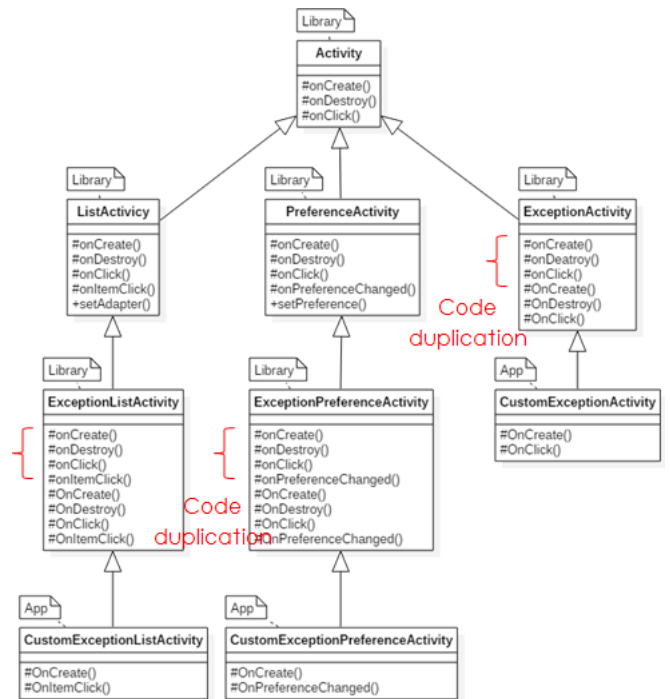 Library
Activity
#onCreate()
#onDestroy()
#onClick()
Library
ListActivicy
#onCreate()
#onDestroy()
#onClick()
#onItemClick()
+setAdapter()
Library
PreferenceActivity
#onCreate()
#onDestroy()
#onClick()
#onPreferenceChanged()
+setPreference()
Library
ExceptionActivity
#onCreate()
#onDeatroy()
#onClick()
#OnCreate()
#OnDestroy()
#OnClick()
Code
duplication
Library
ExceptionListActivity
#onCreate()
#onDestroy()
#onClick()
#onItemClick()
#OnCreate()
#OnDestroy()
#OnClick()
#OnItemClick()
Library
ExceptionPreferenceActivity
#onCreate()
#onDestroy()
#onClick()
#onPreferenceChanged()
#OnCreate()
#OnDestroy()
#OnClick()
#OnPreferenceChanged()
Code
duplication
App
CustomExceptionActivity
#OnCreate()
#OnClick()
App
CustomExceptionListActivity
#OnCreate()
#OnItemClick()
App
CustomExceptionPreferenceActivity
#OnCreate()
#OnPreferenceChanged()